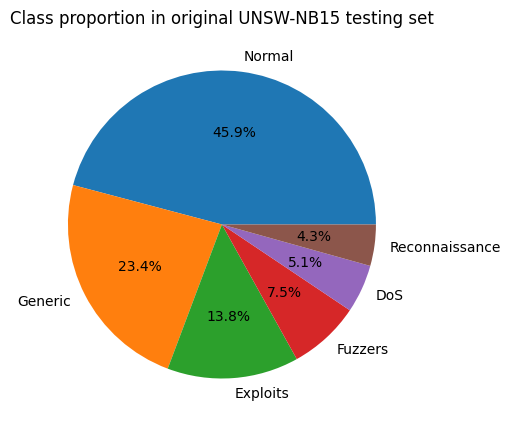 Class proportion in original UNSW-NB15 testing set
Normal
45.9%
Generic
23.4%
Exploits
13.8%
Fuzzers
7.5%
DoS
5.1%
Reconnaissance
4.3%